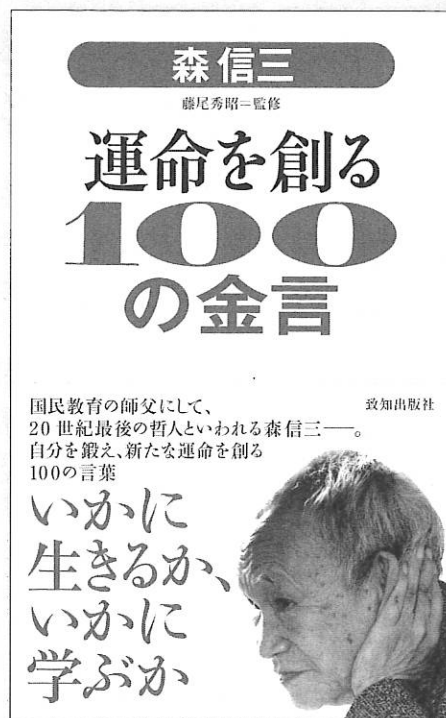 森信三
藤尾秀昭=監修
運命を創る
100
の金言
国民教育の師父にして、
20世紀最後の哲人といわれる森信三──。
自分を鍛え、新たな運命を創る
100の言葉
致知出版社
いかに
生きるか、
いかに
学ぶか